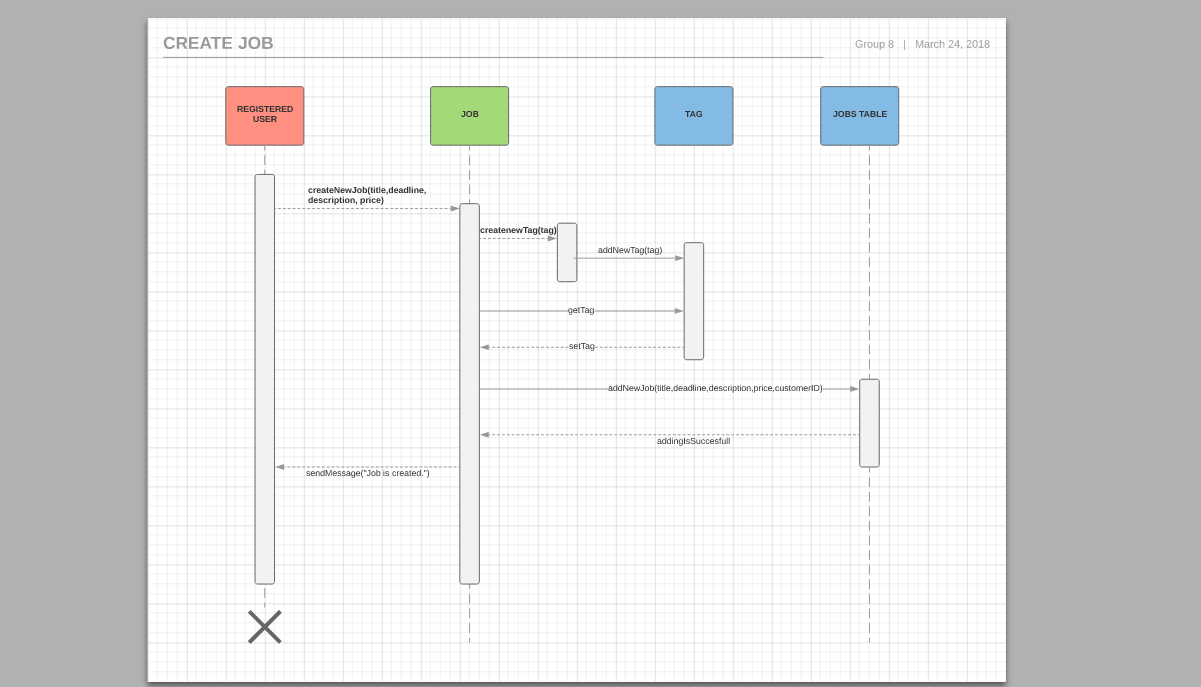 CREATE JOB
Group 8 | March 24, 2018
REGISTERED
USER
JOB
TAG
JOBS TABLE
createNewJob(title,deadline,
description, price)
createnewTag(tag)
addNewTag(tag)
getTag
setTag
addNewJob(title,deadline,description,price,customerID)
addingIsSuccesfull
sendMessage("Job is created.")